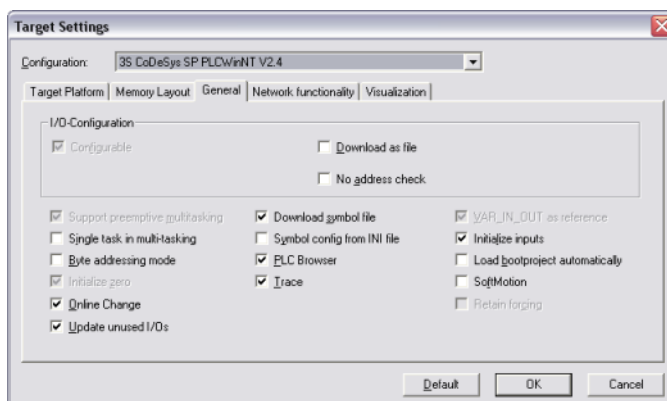 Target Settings
Configuration: 3S CoDeSys SP PLCWinNT V2.4
Target Platform Memory Layout General Network functionality Visualization
I/O-Configuration
Configurable Download as file
No address check
Support preemptive multitasking Download symbol file VAR_IN_OUT as reference
Single task in multi-tasking Symbol config from INI file Initialize inputs
Byte addressing mode PLC Browser Load bootproject automatically
Initialize zero Trace SoftMotion
Online Change Retain forcing
Update unused I/Os
Default OK Cancel